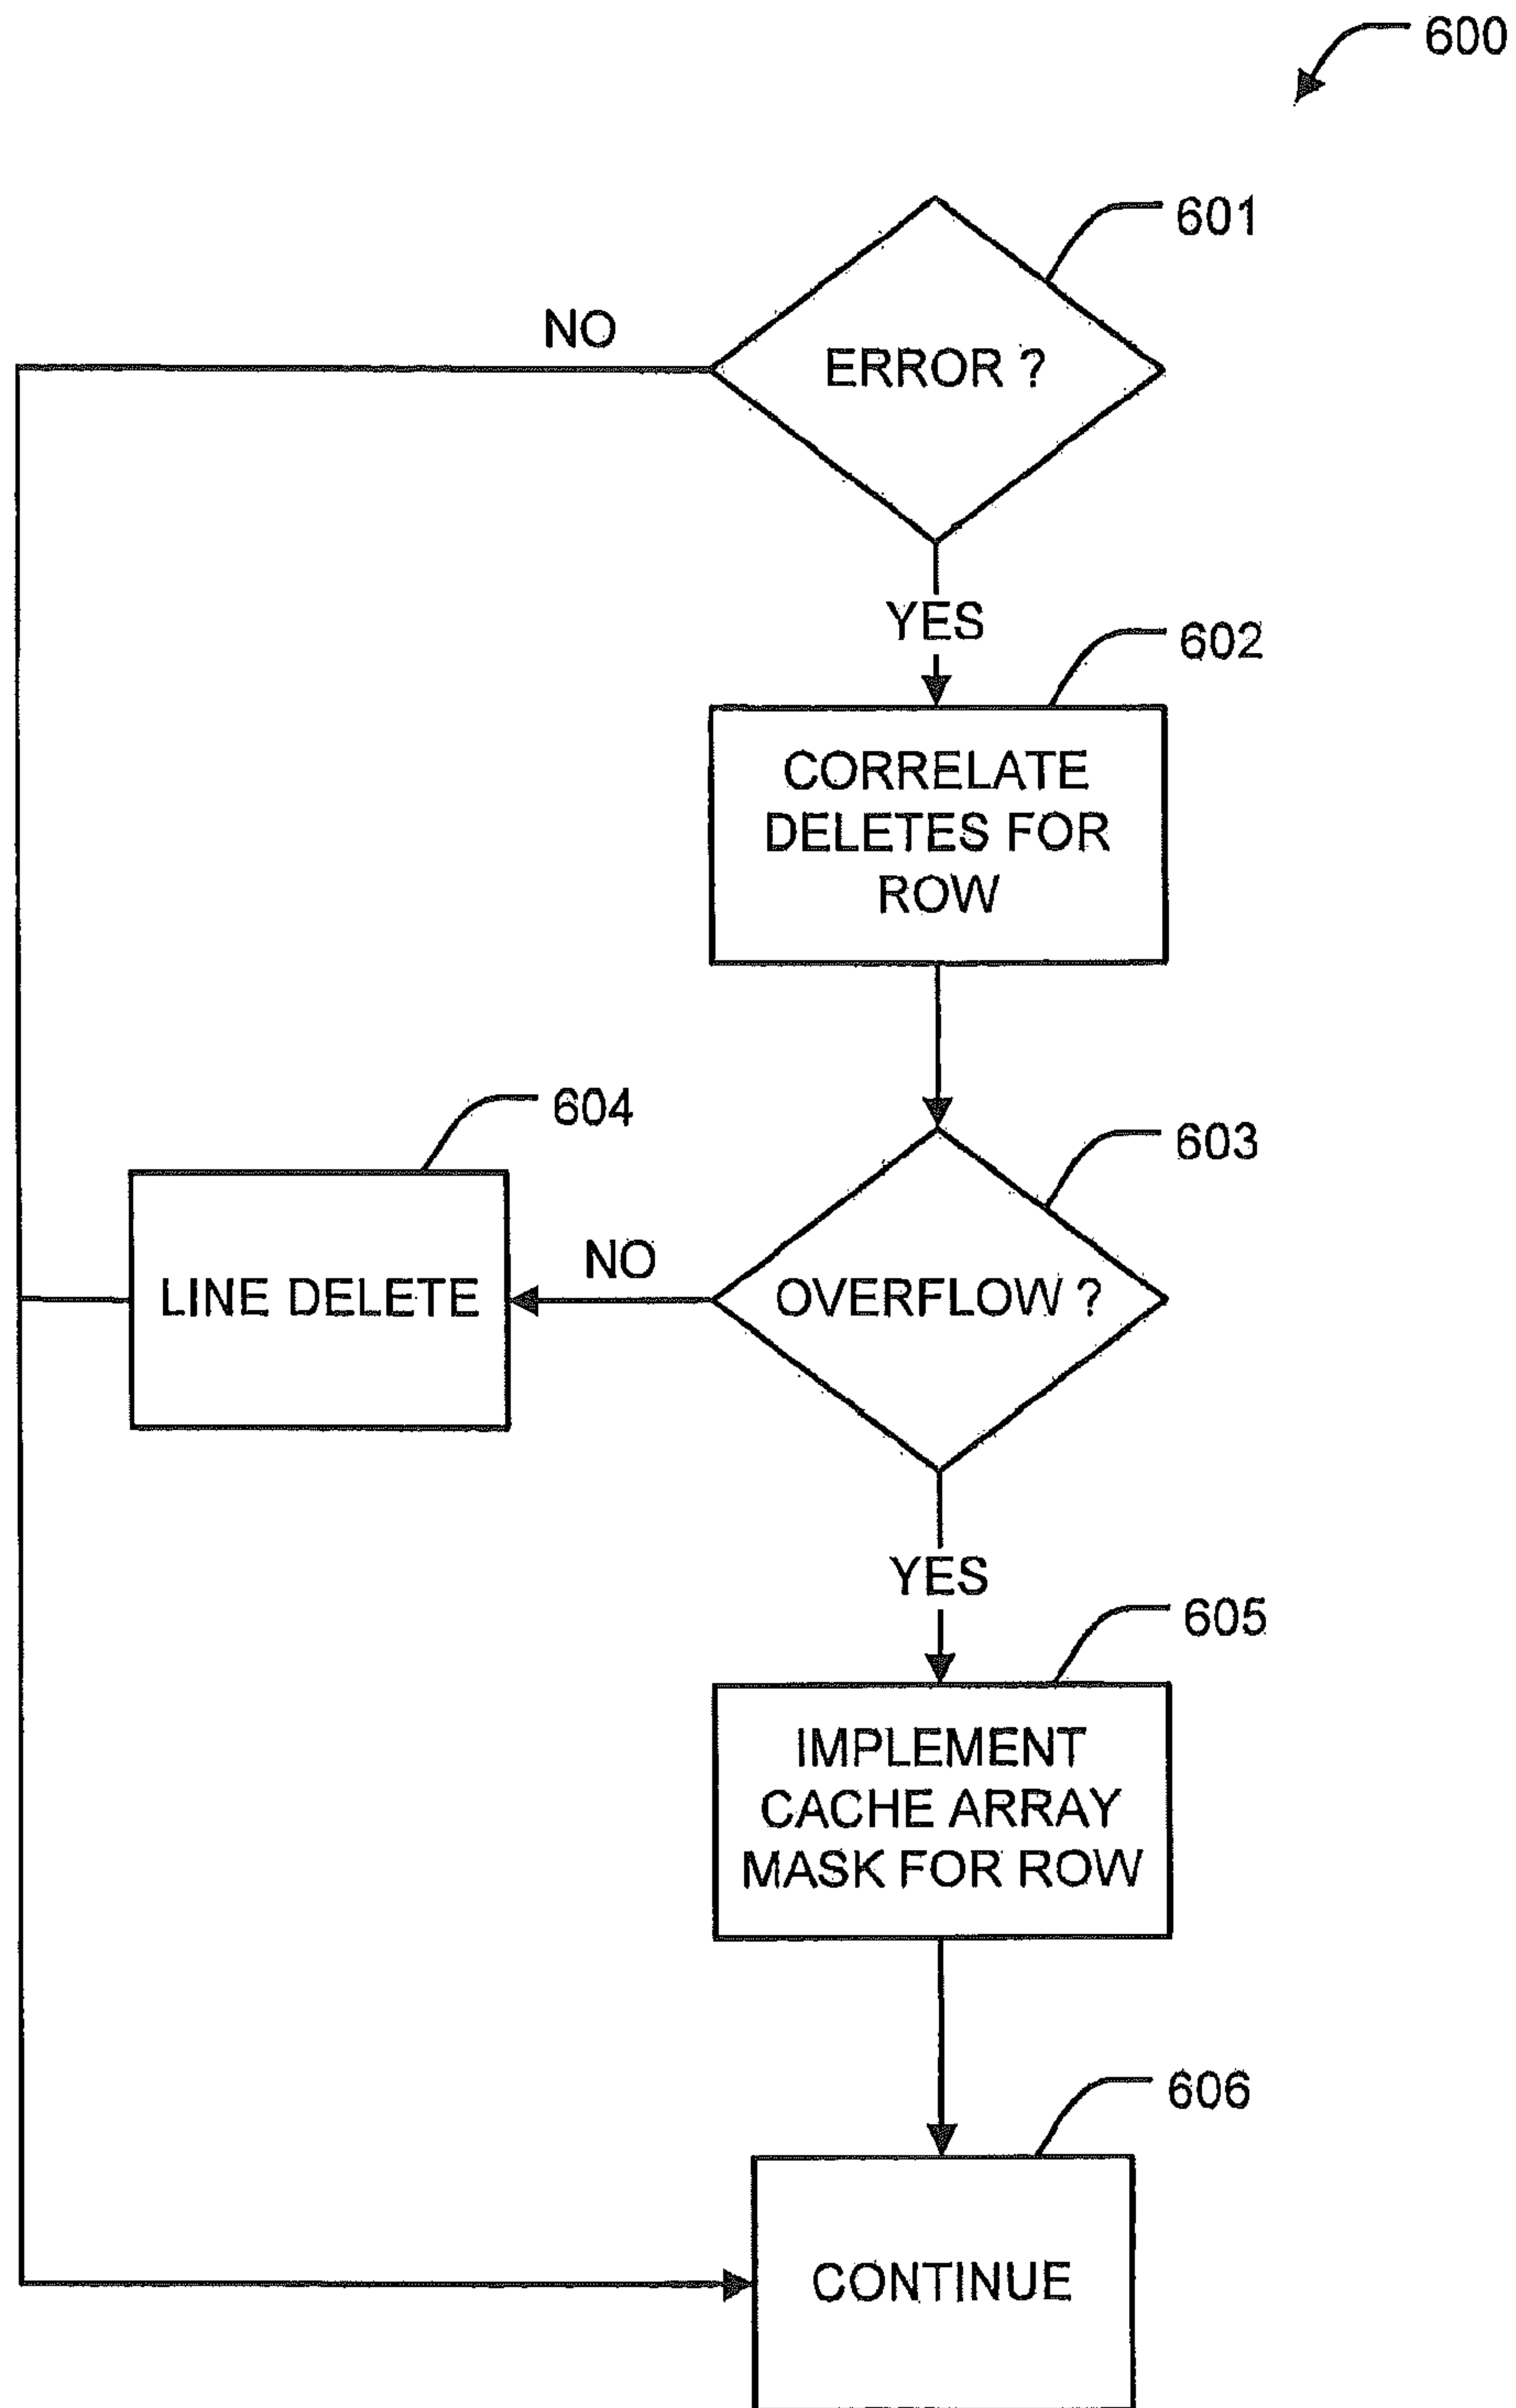 600
601
NO
ERROR ?
YES
602
CORRELATE
DELETES FOR
ROW
604
603
NO
LINE DELETE
OVERFLOW ?
YES
605
IMPLEMENT
CACHE ARRAY
MASK FOR ROW
606
CONTINUE